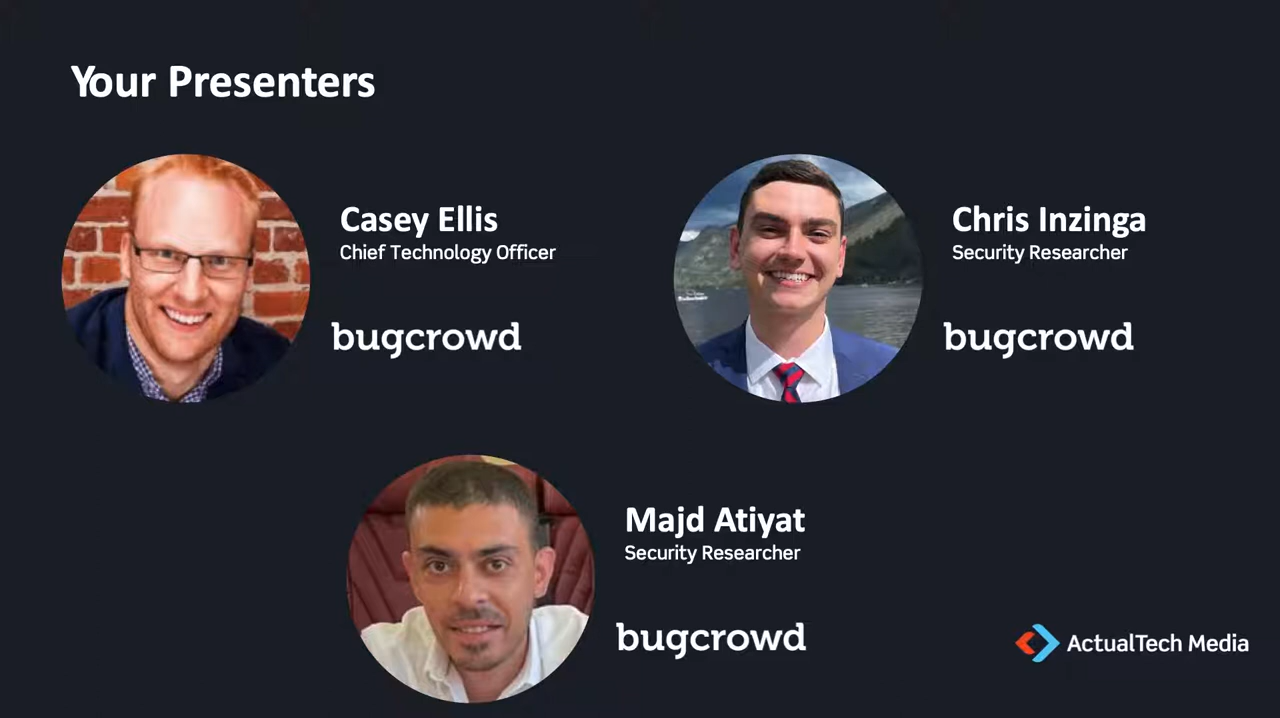 Your Presenters
Casey Ellis
Chief Technology Officer
bugcrowd
Chris Inzinga
Security Researcher
bugcrowd
Majd Atiyat
Security Researcher
bugcrowd
ActualTech Media